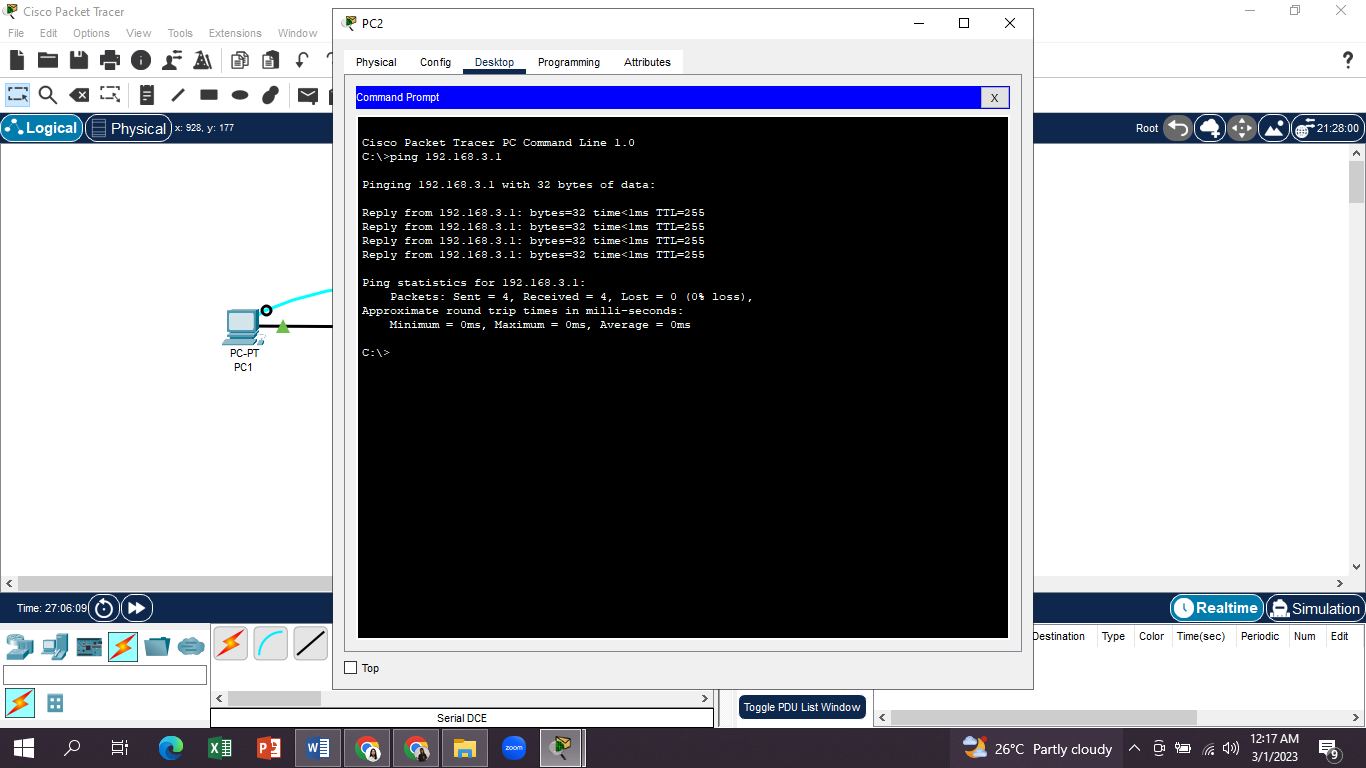 Cisco Packet Tracer
File Edit Options View Tools Extensions Window
?
Logical Physical x: 928, y: 177
Root 21:28:00
PC-PT
PC1
PC2
Physical Config Desktop Programming Attributes
Command Prompt X
Cisco Packet Tracer PC Command Line 1.0
C:\>ping 192.168.3.1
Pinging 192.168.3.1 with 32 bytes of data:
Reply from 192.168.3.1: bytes=32 time<1ms TTL=255
Reply from 192.168.3.1: bytes=32 time<1ms TTL=255
Reply from 192.168.3.1: bytes=32 time<1ms TTL=255
Reply from 192.168.3.1: bytes=32 time<1ms TTL=255
Ping statistics for 192.168.3.1:
Packets: Sent = 4, Received = 4, Lost = 0 (0% loss),
Approximate round trip times in milli-seconds:
Minimum = 0ms, Maximum = 0ms, Average = 0ms
C:\>
Top
Time: 27:06:09
Realtime Simulation
Destination Type Color Time(sec) Periodic Num Edit
Toggle PDU List Window
Serial DCE
zoom
26°C Partly cloudy
12:17 AM
3/1/2023
9